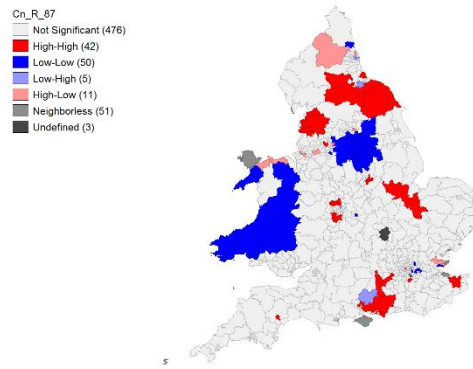 Cn_R_87
Not Significant (476)
High-High (42)
Low-Low (50)
Low-High (5)
High-Low (11)
Neighborless (51)
Undefined (3)